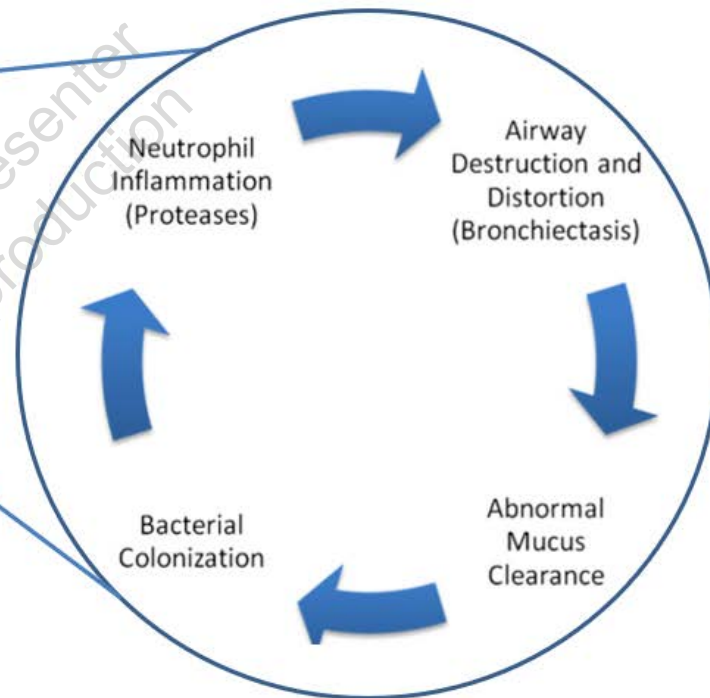 Neutrophil
Inflammation
(Proteases)
Airway
Destruction and
Distortion
(Bronchiectasis)
Abnormal
Mucus
Clearance
Bacterial
Colonization